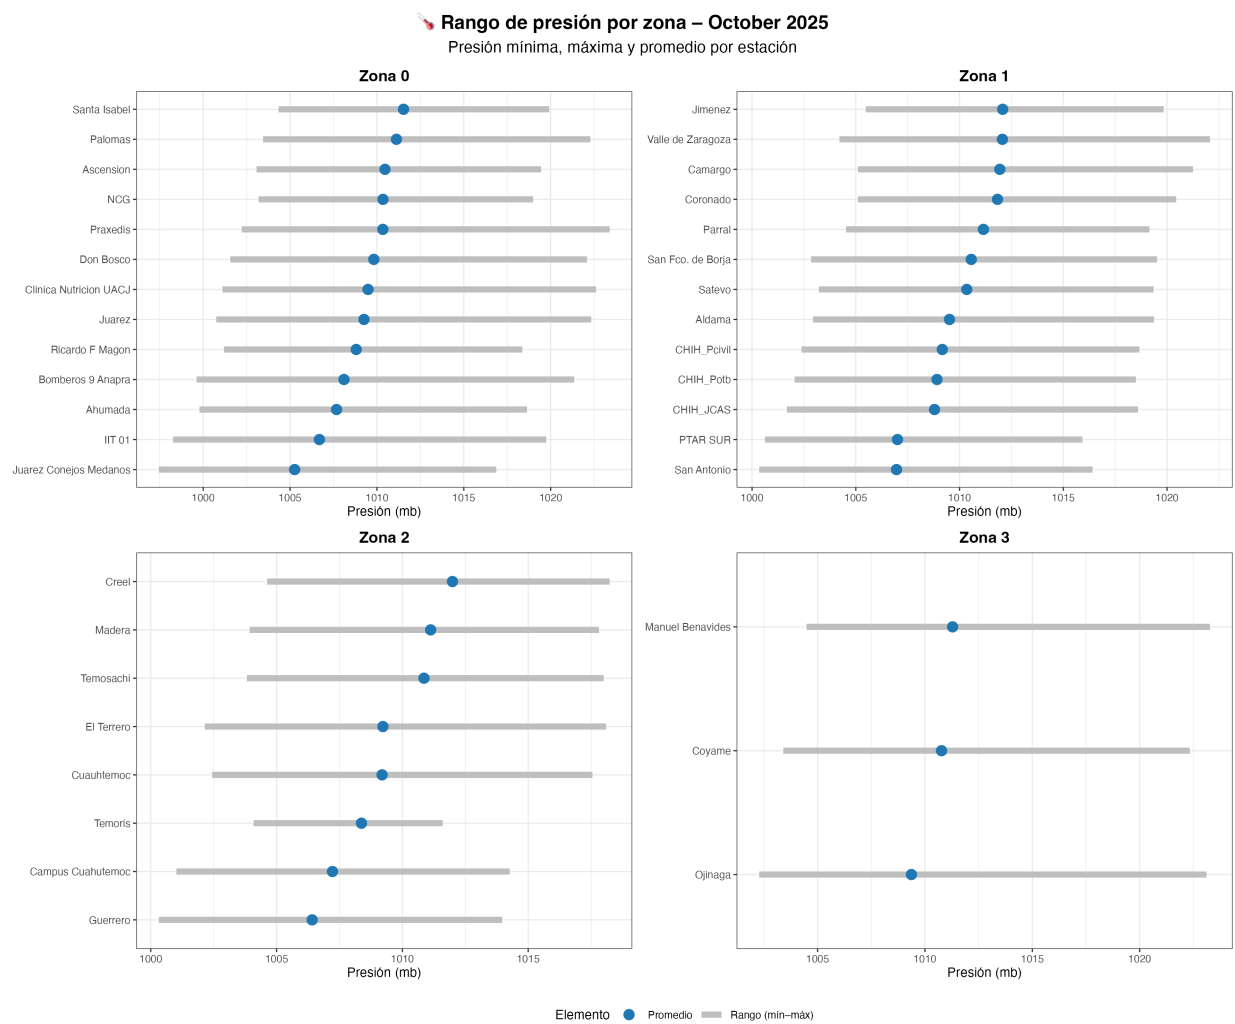 Rango de presión por zona – October 2025
Presión mínima, máxima y promedio por estación
Zona 0
Santa Isabel
Palomas
Ascension
NCG
Praxedis
Don Bosco
Clinica Nutricion UACJ
Juarez
Ricardo F Magon
Bomberos 9 Anapra
Ahumada
IIT 01
Juarez Conejos Medanos
1000 1005 1010 1015 1020
Presión (mb)
Zona 1
Jimenez
Valle de Zaragoza
Camargo
Coronado
Parral
San Fco. de Borja
Satevo
Aldama
CHIH_Pcivil
CHIH_Potb
CHIH_JCAS
PTAR SUR
San Antonio
1000 1005 1010 1015 1020
Presión (mb)
Zona 2
Creel
Madera
Temosachi
El Terrero
Cuauhtemoc
Temoris
Campus Cuahutemoc
Guerrero
1000 1005 1010 1015
Presión (mb)
Zona 3
Manuel Benavides
Coyame
Ojinaga
1005 1010 1015 1020
Presión (mb)
Elemento Promedio Rango (mín–máx)